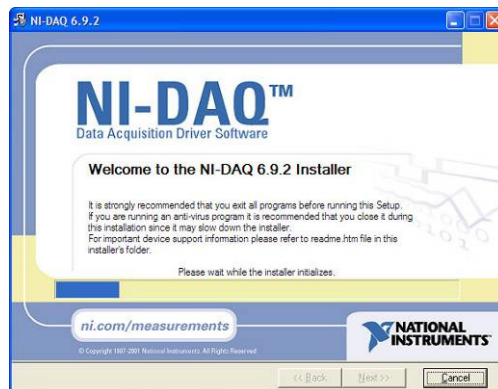 NI-DAQ 6.9.2
NI-DAQ™
Data Acquisition Driver Software
Welcome to the NI-DAQ 6.9.2 Installer
It is strongly recommended that you exit all programs before running this Setup.
If you are running an anti-virus program it is recommended that you close it during
this installation since it may slow down the installer.
For important device support information please refer to readme.htm file in this
installer's folder.
Please wait while the installer initializes.
ni.com/measurements
NATIONAL
INSTRUMENTS™
© Copyright 1987-2001 National Instruments. All Rights Reserved
<< Back
Next >>
Cancel